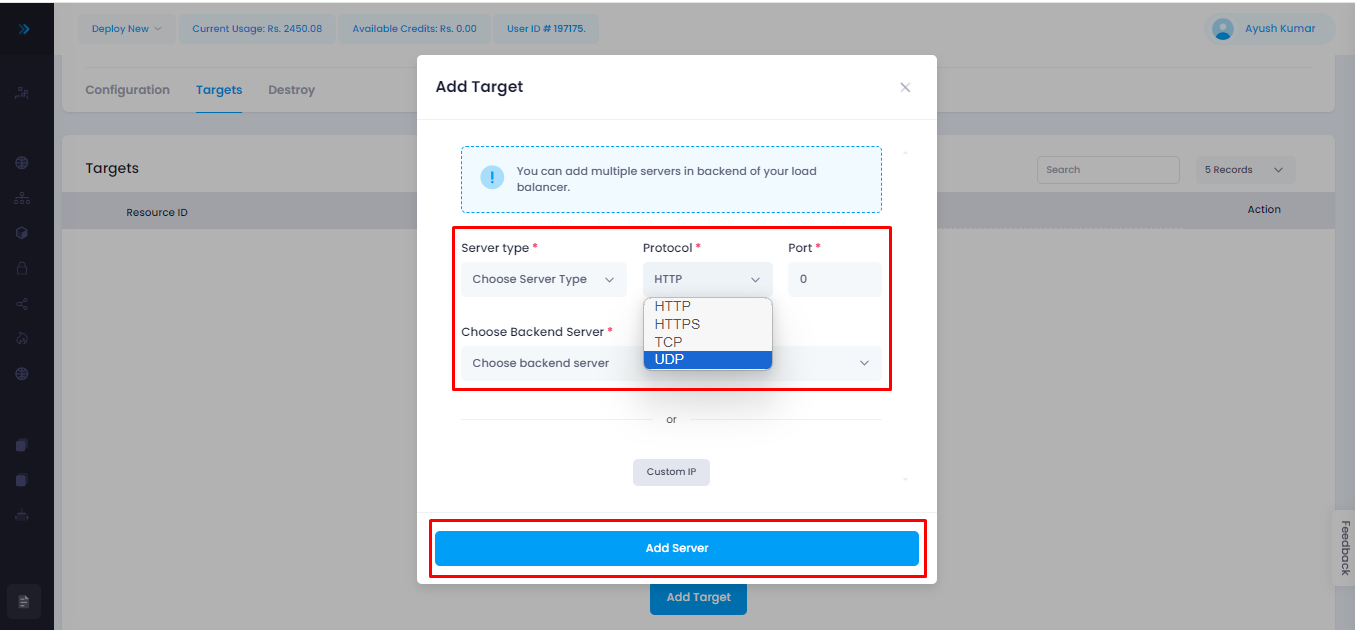 Deploy New
Current Usage: Rs. 2450.08
Available Credits: Rs. 0.00
User ID # 197175.
Ayush Kumar
Configuration
Targets
Destroy
Targets
Search
5 Records
Resource ID
Action
Add Target
You can add multiple servers in backend of your load
balancer.
Server type *
Protocol *
Port *
Choose Server Type
HTTP
0
HTTP
HTTPS
TCP
UDP
Choose Backend Server *
Choose backend server
or
Custom IP
Add Server
Add Target
Feedback